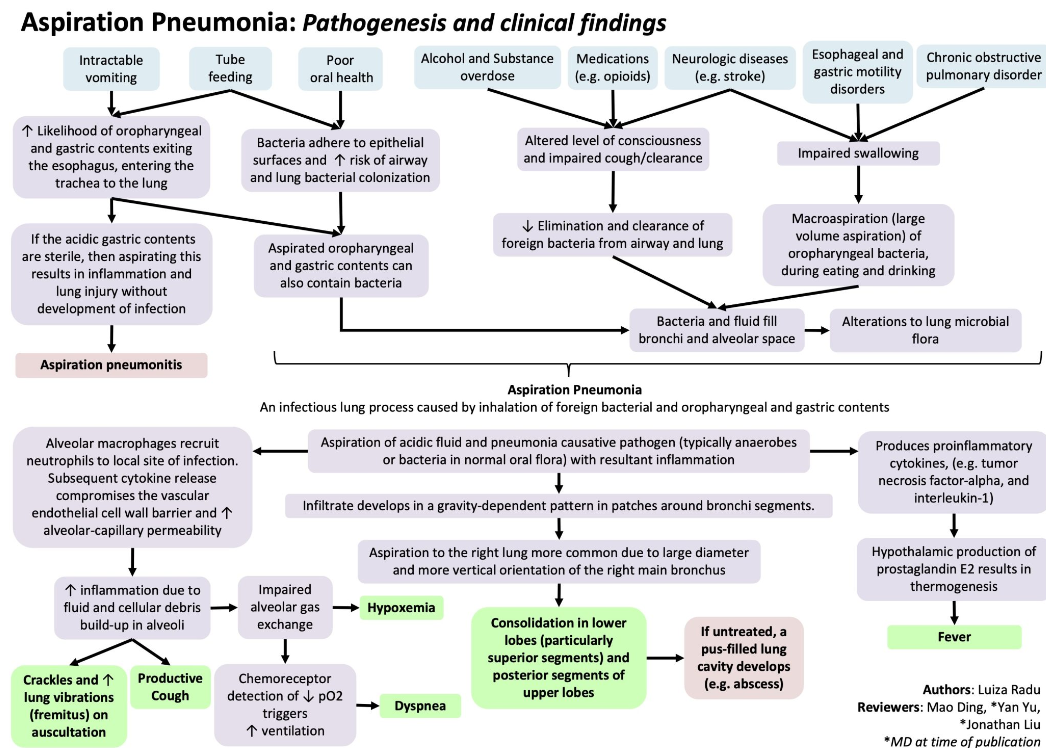 Aspiration Pneumonia: Pathogenesis and clinical findings
Intractable
vomiting
Tube
feeding
Poor
oral health
Alcohol and Substance
overdose
Medications
(e.g. opioids)
Neurologic diseases
(e.g. stroke)
Esophageal and
gastric motility
disorders
Chronic obstructive
pulmonary disorder
↑ Likelihood of oropharyngeal
and gastric contents exiting
the esophagus, entering the
trachea to the lung
Bacteria adhere to epithelial
surfaces and ↑ risk of airway
and lung bacterial colonization
Altered level of consciousness
and impaired cough/clearance
Impaired swallowing
If the acidic gastric contents
are sterile, then aspirating this
results in inflammation and
lung injury without
development of infection
Aspirated oropharyngeal
and gastric contents can
also contain bacteria
↓ Elimination and clearance of
foreign bacteria from airway and lung
Macroaspiration (large
volume aspiration) of
oropharyngeal bacteria,
during eating and drinking
Bacteria and fluid fill
bronchi and alveolar space
Alterations to lung microbial
flora
Aspiration pneumonitis
Aspiration Pneumonia
An infectious lung process caused by inhalation of foreign bacterial and oropharyngeal and gastric contents
Alveolar macrophages recruit
neutrophils to local site of infection.
Subsequent cytokine release
compromises the vascular
endothelial cell wall barrier and ↑
alveolar-capillary permeability
Aspiration of acidic fluid and pneumonia causative pathogen (typically anaerobes
or bacteria in normal oral flora) with resultant inflammation
Produces proinflammatory
cytokines, (e.g. tumor
necrosis factor-alpha, and
interleukin-1)
Infiltrate develops in a gravity-dependent pattern in patches around bronchi segments.
Aspiration to the right lung more common due to large diameter
and more vertical orientation of the right main bronchus
Hypothalamic production of
prostaglandin E2 results in
thermogenesis
↑ inflammation due to
fluid and cellular debris
build-up in alveoli
Impaired
alveolar gas
exchange
Hypoxemia
Consolidation in lower
lobes (particularly
superior segments) and
posterior segments of
upper lobes
If untreated, a
pus-filled lung
cavity develops
(e.g. abscess)
Fever
Crackles and ↑
lung vibrations
(fremitus) on
auscultation
Productive
Cough
Chemoreceptor
detection of ↓ pO2
triggers
↑ ventilation
Dyspnea
Authors: Luiza Radu
Reviewers: Mao Ding, *Yan Yu,
*Jonathan Liu
*MD at time of publication